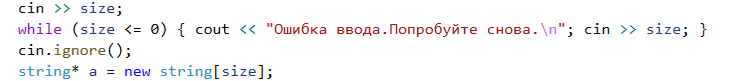 cin >> size;
while (size <= 0) { cout << "Ошибка ввода.Попробуйте снова.\n"; cin >> size; }
cin.ignore();
string* a = new string[size];